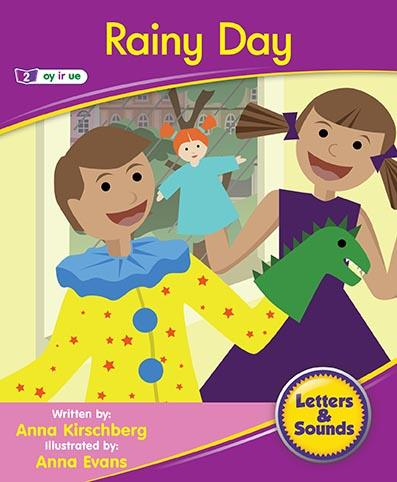 Rainy Day
2 oy ir ue
Written by:
Anna Kirschberg
Illustrated by:
Anna Evans
Letters
&
Sounds